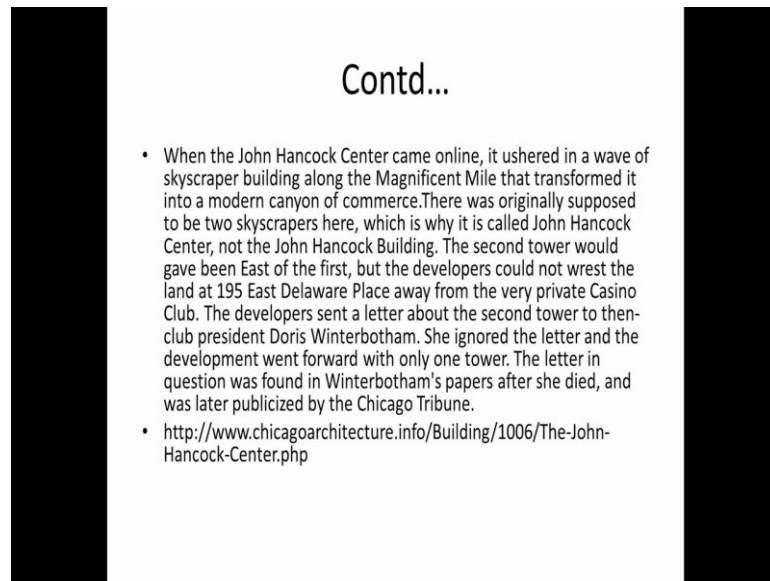 Contd...
• When the John Hancock Center came online, it ushered in a wave of
skyscraper building along the Magnificent Mile that transformed it
into a modern canyon of commerce.There was originally supposed
to be two skyscrapers here, which is why it is called John Hancock
Center, not the John Hancock Building. The second tower would
gave been East of the first, but the developers could not wrest the
land at 195 East Delaware Place away from the very private Casino
Club. The developers sent a letter about the second tower to then-
club president Doris Winterbotham. She ignored the letter and the
development went forward with only one tower. The letter in
question was found in Winterbotham's papers after she died, and
was later publicized by the Chicago Tribune.
• http://www.chicagoarchitecture.info/Building/1006/The-John-
Hancock-Center.php